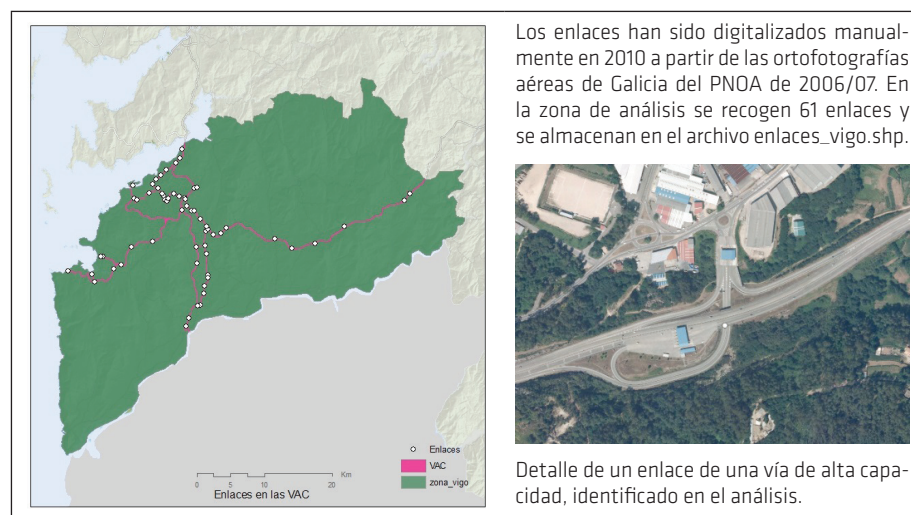 Los enlaces han sido digitalizados manual-
mente en 2010 a partir de las ortofotografías
aéreas de Galicia del PNOA de 2006/07. En
la zona de análisis se recogen 61 enlaces y
se almacenan en el archivo enlaces_vigo.shp.
Enlaces
VAC
zona_vigo
Km
0 5 10 20
Enlaces en las VAC
Detalle de un enlace de una vía de alta capa-
cidad, identificado en el análisis.